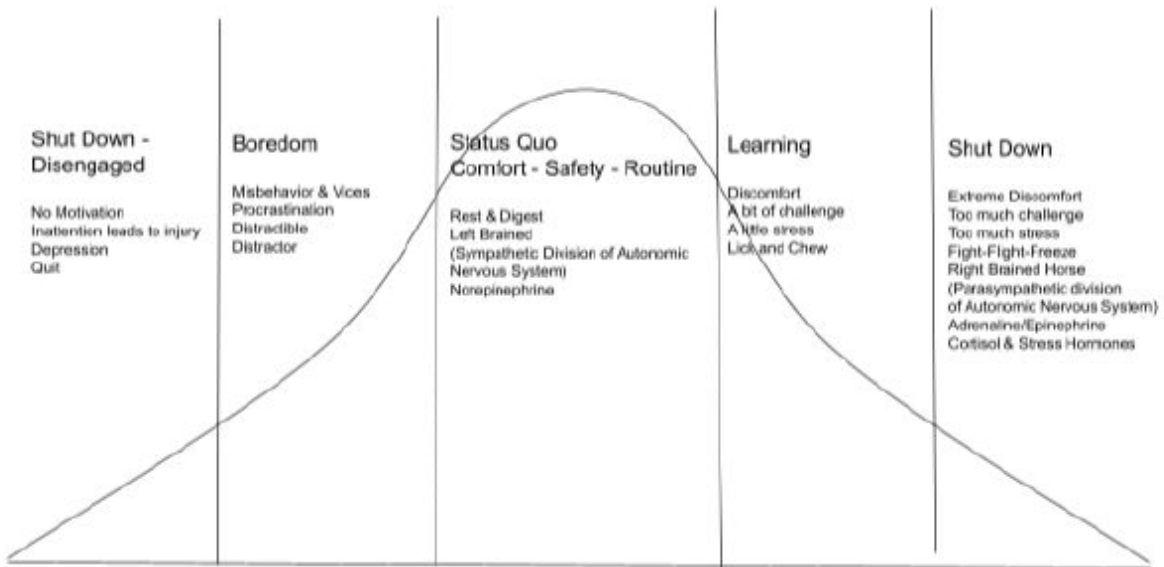 Shut Down -
Disengaged
No Motivation
Inattention leads to injury
Depression
Quit
Boredom
Misbehavior & Vices
Procrastination
Distractible
Distractor
Status Quo
Comfort - Safety - Routine
Rest & Digest
Left Brained
(Sympathetic Division of Autonomic
Nervous System)
Norepinephrine
Learning
Discomfort
A bit of challenge
A little stress
Lick and Chew
Shut Down
Extreme Discomfort
Too much challenge
Too much stress
Fight-Flght-Freeze
Right Brained Horse
(Parasympathetic division
of Autonomic Nervous System)
Adrenaline/Epinephrine
Cortisol & Stress Hormones